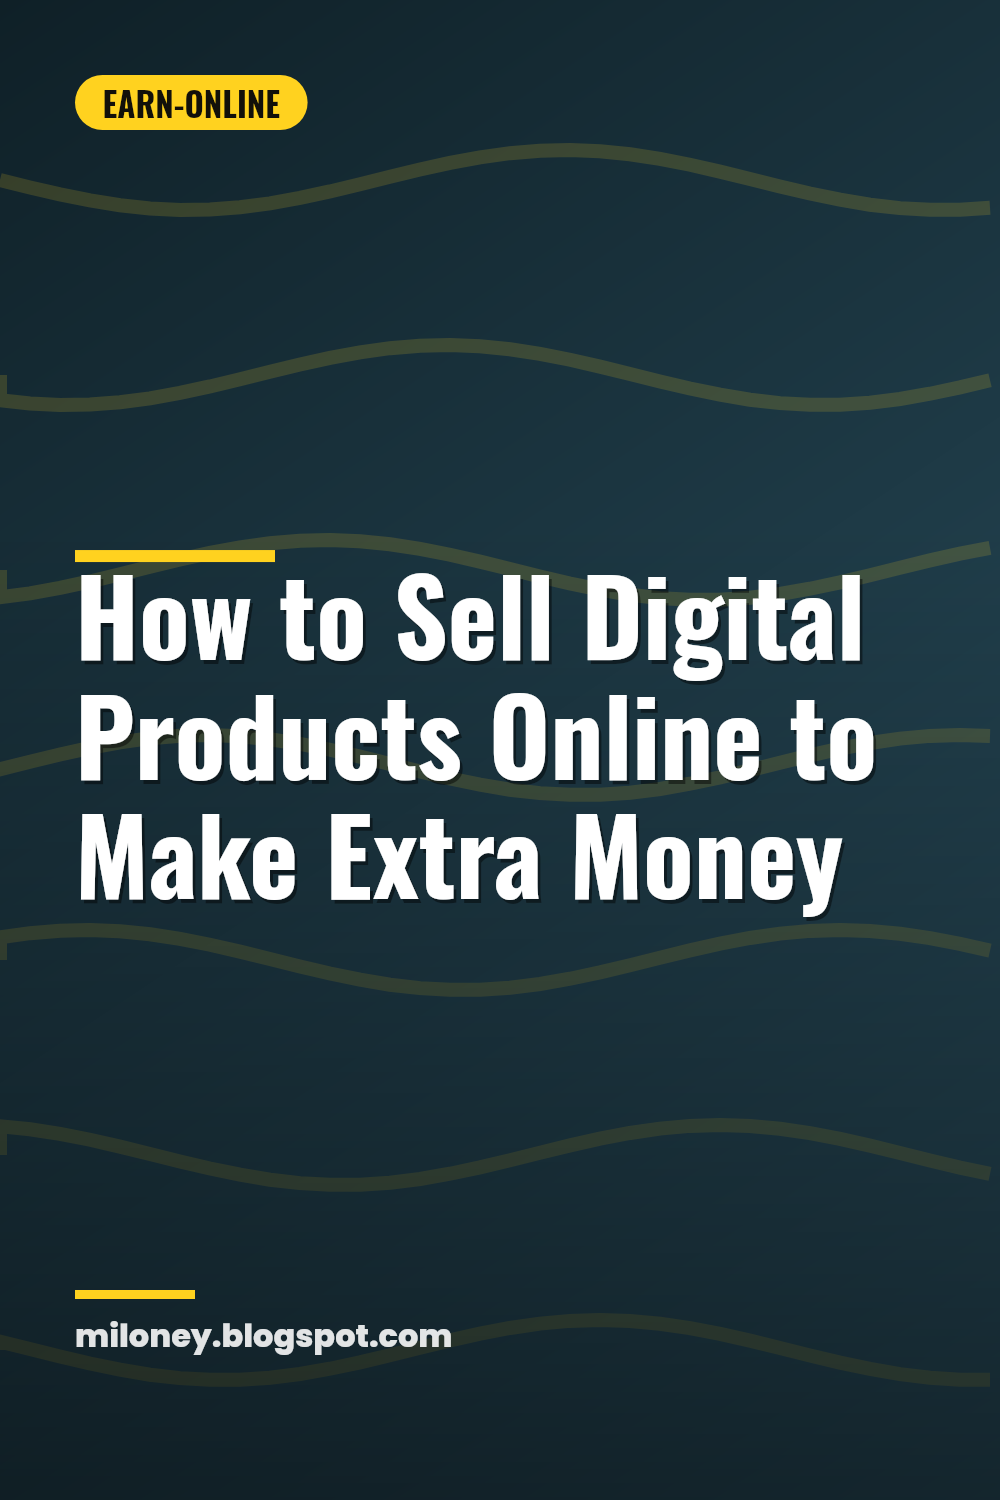 EARN-ONLINE
How to Sell Digital
Products Online to
Make Extra Money
miloney.blogspot.com